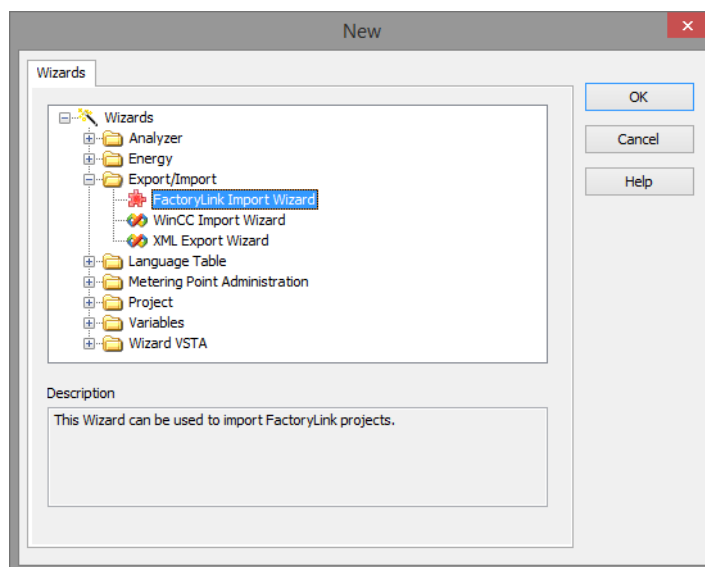 New
Wizards
OK
Cancel
Help
Wizards
Analyzer
Energy
Export/Import
FactoryLink Import Wizard
WinCC Import Wizard
XML Export Wizard
Language Table
Metering Point Administration
Project
Variables
Wizard VSTA
Description
This Wizard can be used to import FactoryLink projects.